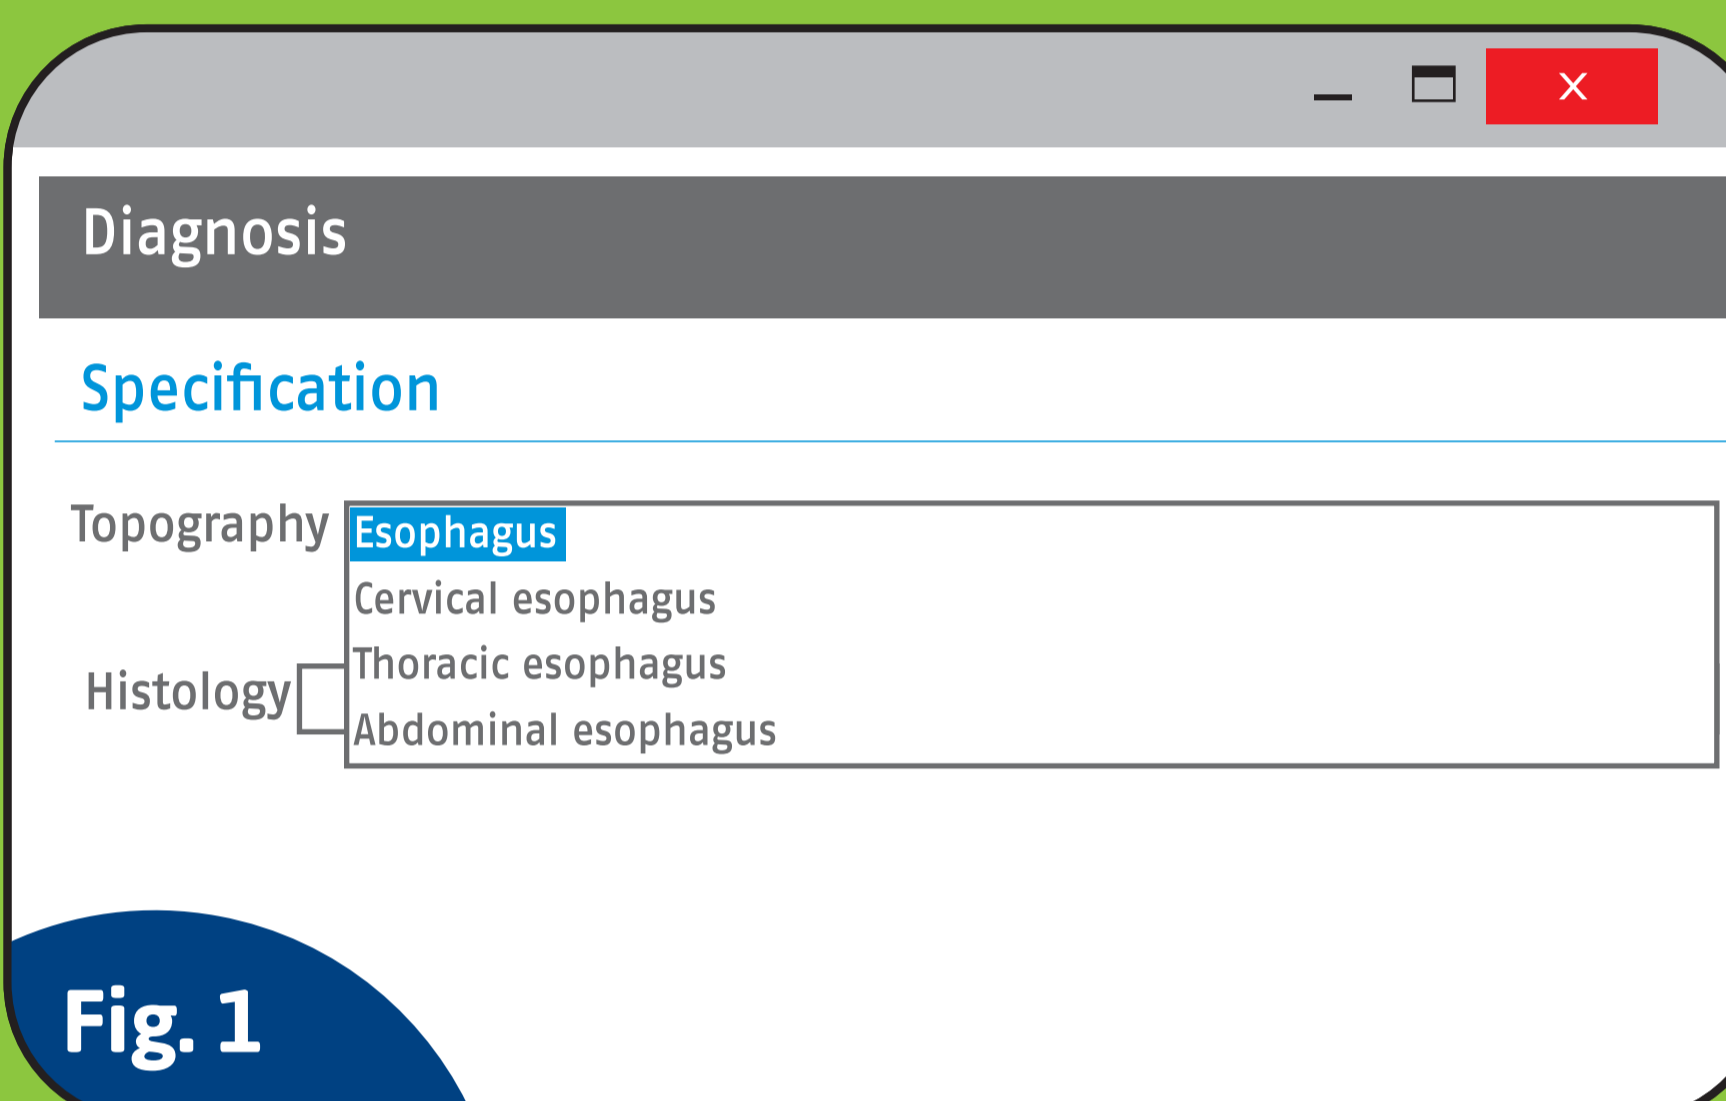 X
Diagnosis
Specification
Topography
Esophagus
Cervical esophagus
Thoracic esophagus
Histology
Abdominal esophagus
Fig. 1